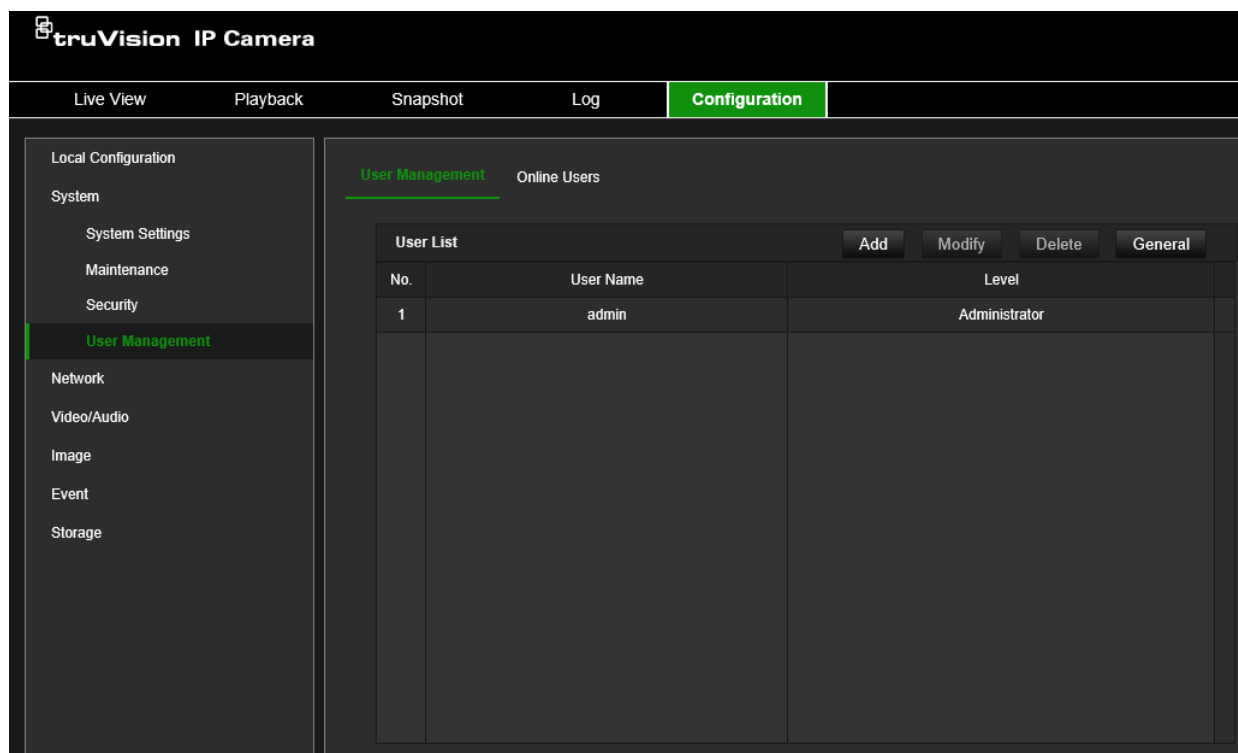 truVision IP Camera
Live View Playback Snapshot Log Configuration
Local Configuration
System
System Settings
Maintenance
Security
User Management
Network
Video/Audio
Image
Event
Storage
User Management Online Users
User List Add Modify Delete General
No. User Name Level
1 admin Administrator